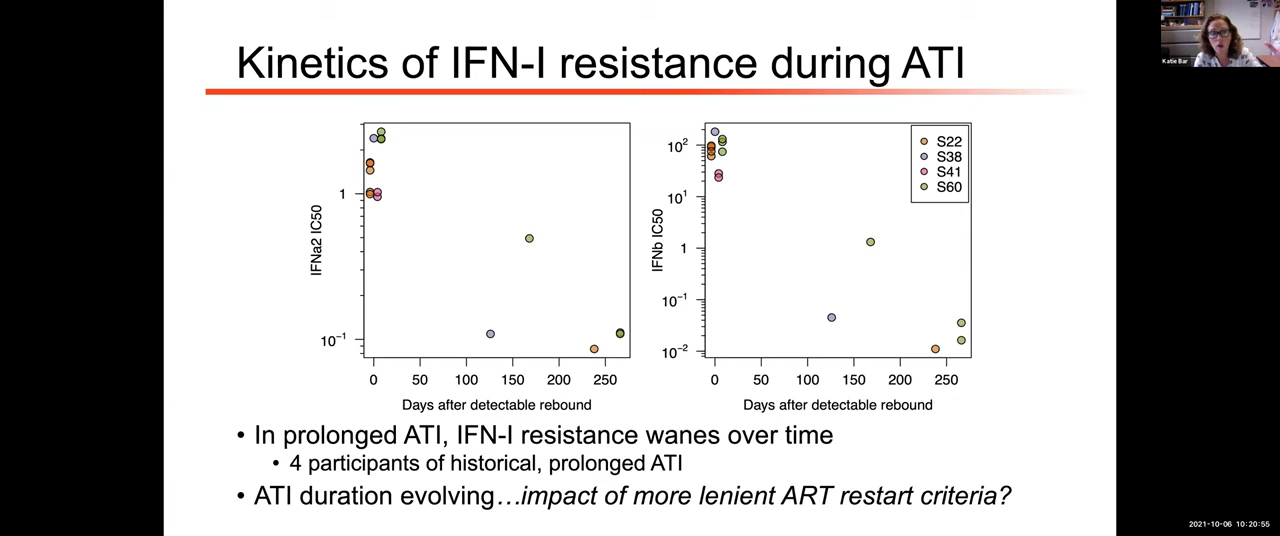 Kinetics of IFN-I resistance during ATI
Katie Bar
IFNa2 IC50
1
10⁻¹
0 50 100 150 200 250
Days after detectable rebound
IFNb IC50
10²
10¹
1
10⁻¹
10⁻²
0 50 100 150 200 250
Days after detectable rebound
S22
S38
S41
S60
• In prolonged ATI, IFN-I resistance wanes over time
• 4 participants of historical, prolonged ATI
• ATI duration evolving…impact of more lenient ART restart criteria?
2021-10-06 10:20:55